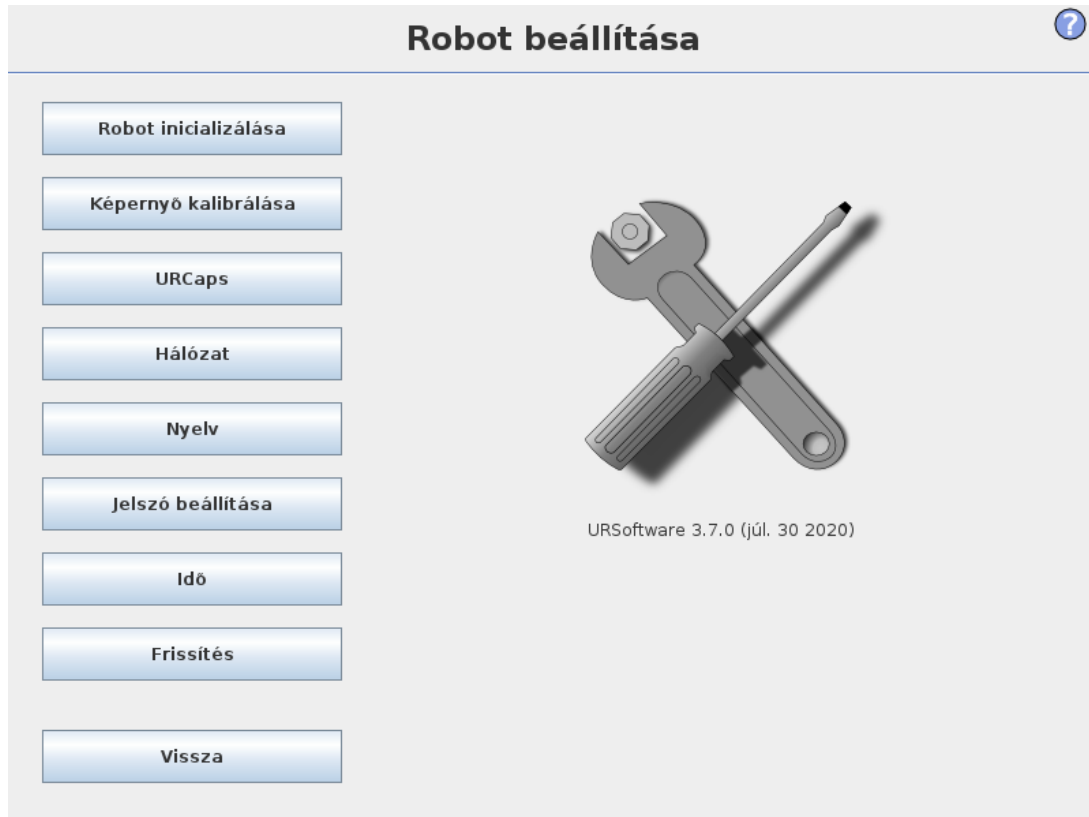 Robot beállítása
?
Robot inicializálása
Képernyő kalibrálása
URCaps
Hálózat
Nyelv
Jelszó beállítása
Idő
Frissítés
Vissza
URSoftware 3.7.0 (júl. 30 2020)